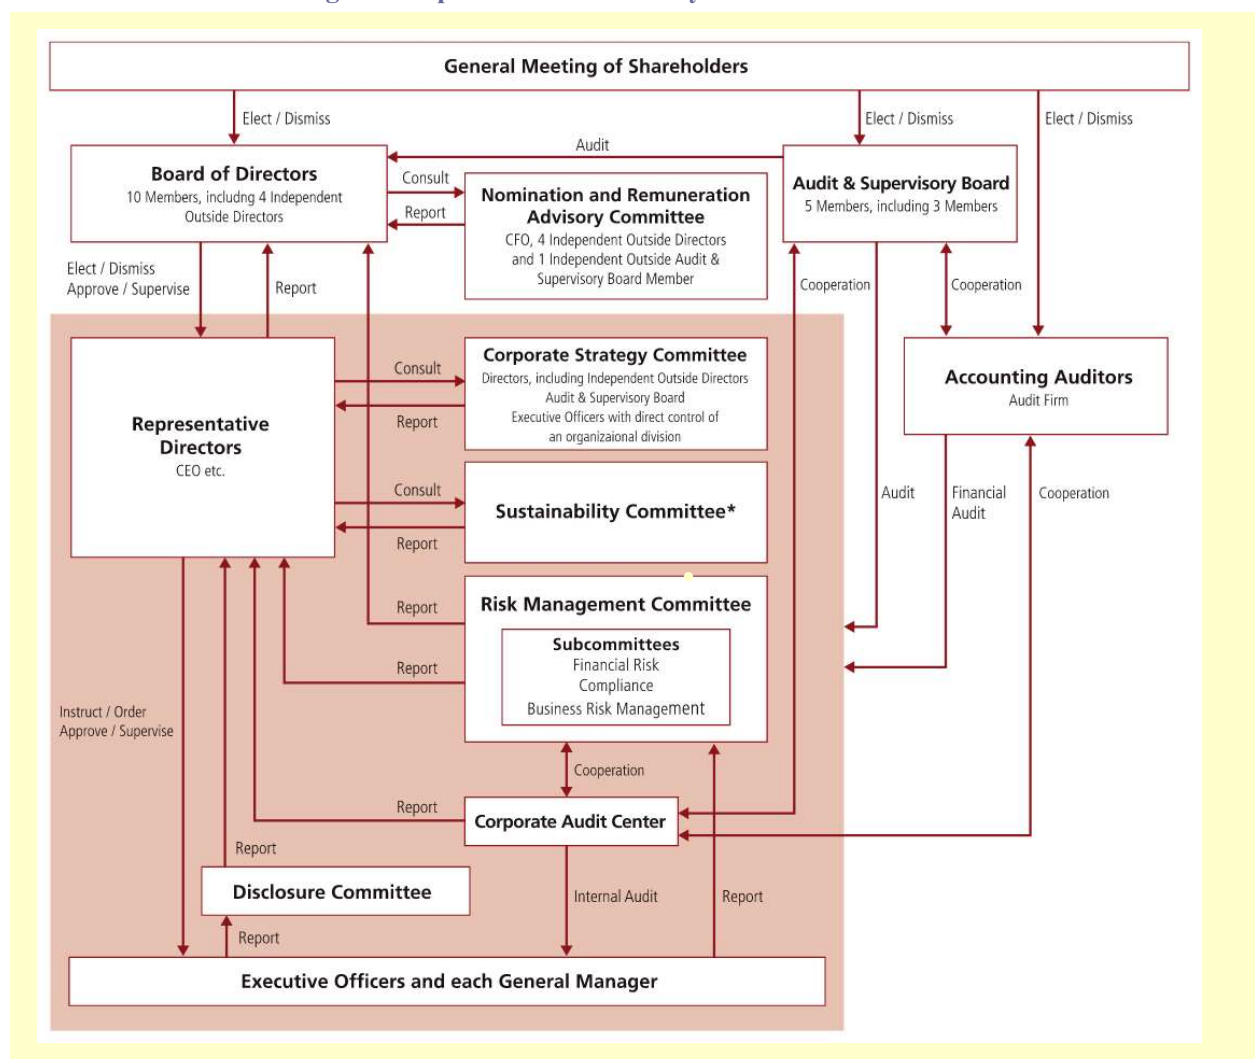 General Meeting of Shareholders
Elect / Dismiss
Elect / Dismiss
Elect / Dismiss
Audit
Board of Directors
10 Members, includng 4 Independent
Outside Directors
Consult
Report
Nomination and Remuneration
Advisory Committee
CFO, 4 Independent Outside Directors
and 1 Independent Outside Audit &
Supervisory Board Member
Audit & Supervisory Board
5 Members, including 3 Members
Elect / Dismiss
Approve / Supervise
Report
Cooperation
Cooperation
Representative
Directors
CEO etc.
Consult
Report
Corporate Strategy Committee
Directors, including Independent Outside Directors
Audit & Supervisory Board
Executive Officers with direct control of
an organizaional division
Accounting Auditors
Audit Firm
Consult
Report
Sustainability Committee*
Audit
Financial
Audit
Cooperation
Report
Report
Risk Management Committee
Subcommittees
Financial Risk
Compliance
Business Risk Management
Instruct / Order
Approve / Supervise
Cooperation
Report
Corporate Audit Center
Report
Disclosure Committee
Internal Audit
Report
Report
Executive Officers and each General Manager